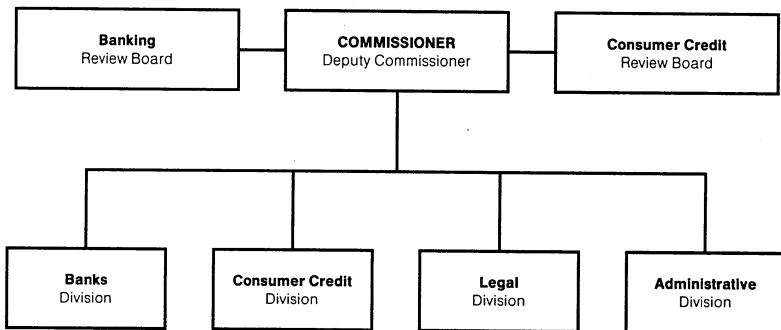 Banking
Review Board
COMMISSIONER
Deputy Commissioner
Consumer Credit
Review Board
Banks
Division
Consumer Credit
Division
Legal
Division
Administrative
Division